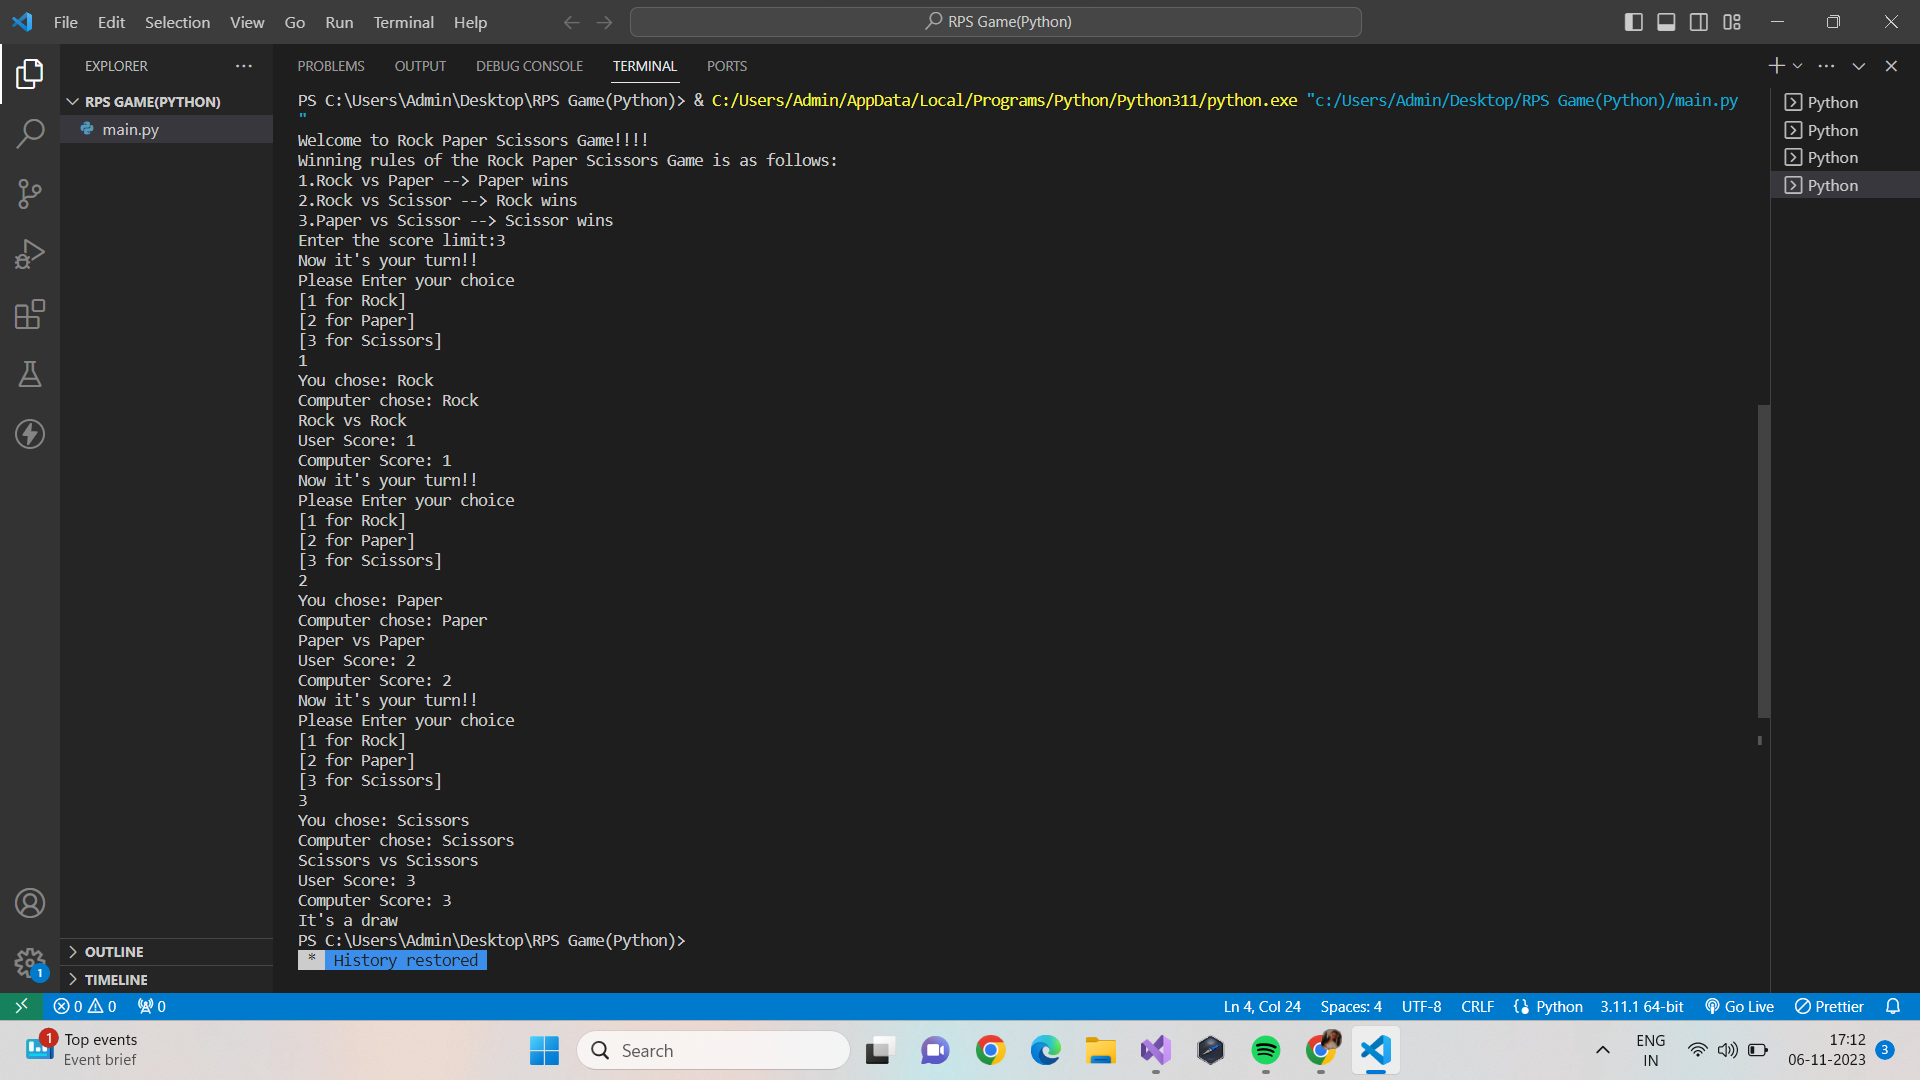 File Edit Selection View Go Run Terminal Help
RPS Game(Python)
EXPLORER
RPS GAME(PYTHON)
main.py
OUTLINE
TIMELINE
PROBLEMS OUTPUT DEBUG CONSOLE TERMINAL PORTS
PS C:\Users\Admin\Desktop\RPS Game(Python)> & C:/Users/Admin/AppData/Local/Programs/Python/Python311/python.exe "c:/Users/Admin/Desktop/RPS Game(Python)/main.py
"
Welcome to Rock Paper Scissors Game!!!!
Winning rules of the Rock Paper Scissors Game is as follows:
1.Rock vs Paper --> Paper wins
2.Rock vs Scissor --> Rock wins
3.Paper vs Scissor --> Scissor wins
Enter the score limit:3
Now it's your turn!!
Please Enter your choice
[1 for Rock]
[2 for Paper]
[3 for Scissors]
1
You chose: Rock
Computer chose: Rock
Rock vs Rock
User Score: 1
Computer Score: 1
Now it's your turn!!
Please Enter your choice
[1 for Rock]
[2 for Paper]
[3 for Scissors]
2
You chose: Paper
Computer chose: Paper
Paper vs Paper
User Score: 2
Computer Score: 2
Now it's your turn!!
Please Enter your choice
[1 for Rock]
[2 for Paper]
[3 for Scissors]
3
You chose: Scissors
Computer chose: Scissors
Scissors vs Scissors
User Score: 3
Computer Score: 3
It's a draw
PS C:\Users\Admin\Desktop\RPS Game(Python)>
* History restored
Python
Python
Python
Python
1
0 0 0
Ln 4, Col 24 Spaces: 4 UTF-8 CRLF Python 3.11.1 64-bit Go Live Prettier
1
Top events
Event brief
Search
ENG
IN
17:12
06-11-2023
3